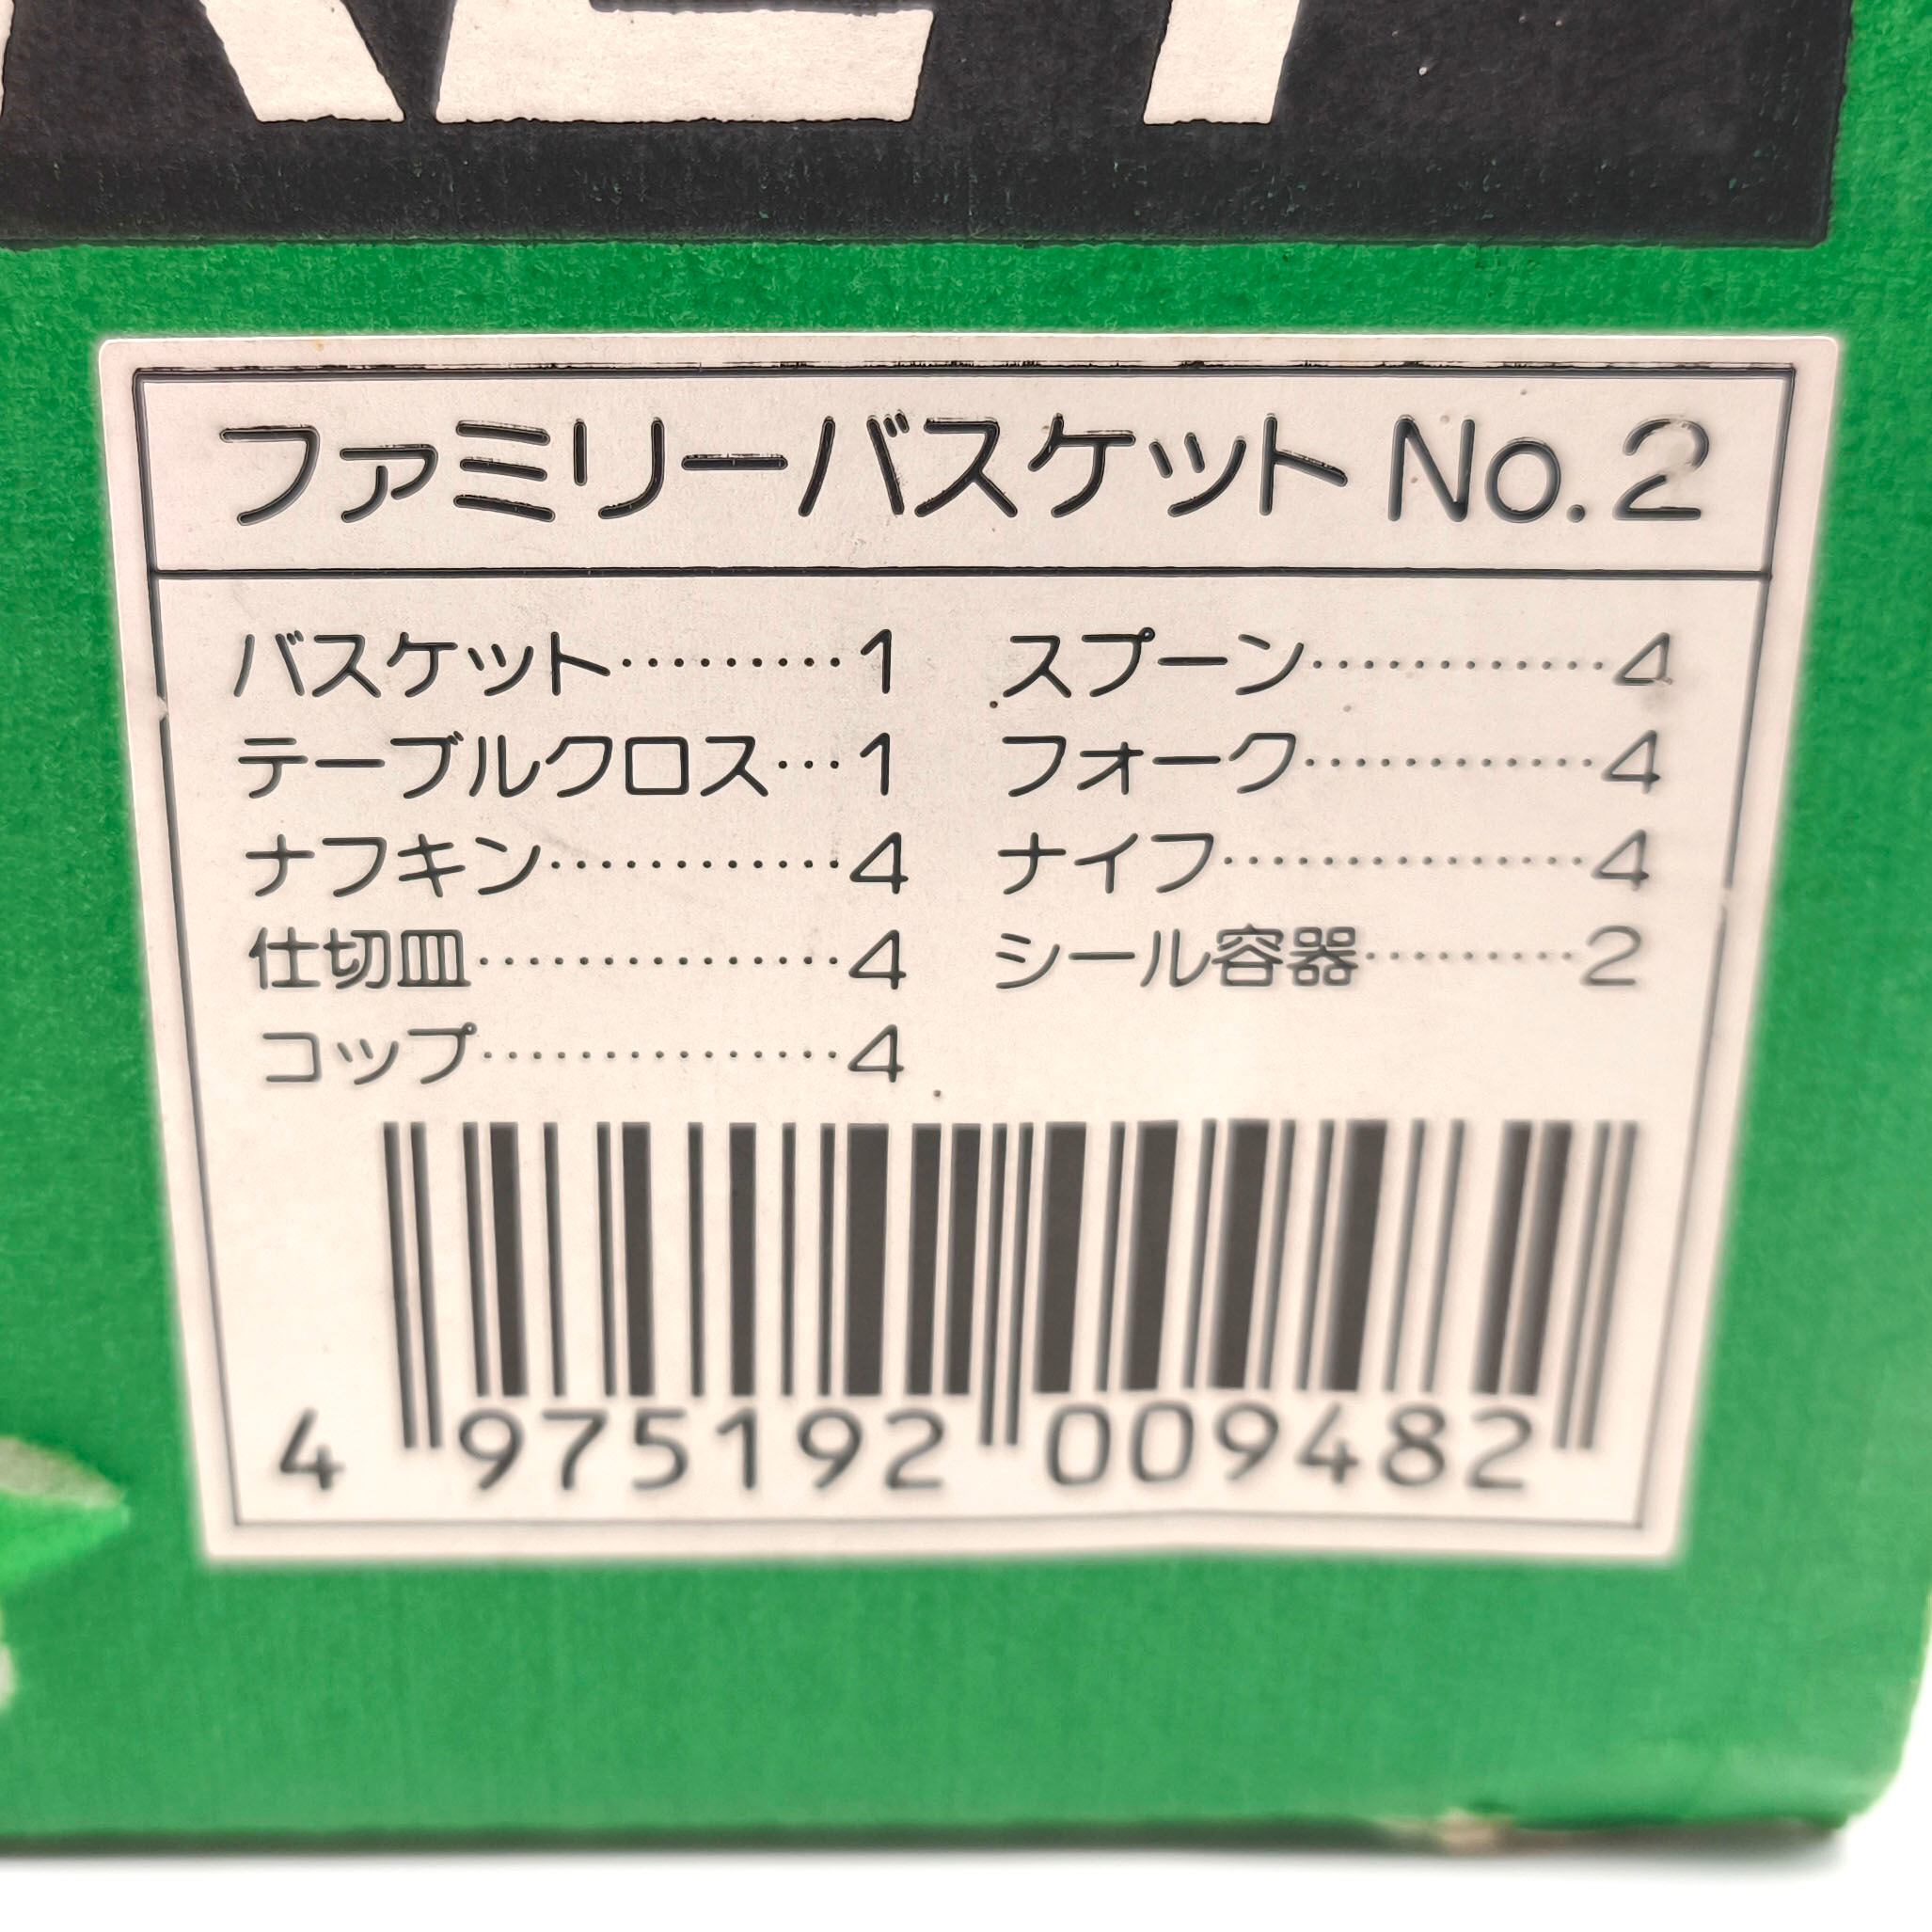 ファミリーバスケット No.2
バスケット………1
テーブルクロス…1
ナフキン…………4
仕切皿……………4
コップ……………4
スプーン…………4
フォーク…………4
ナイフ……………4
シール容器………2
4 975192 009482